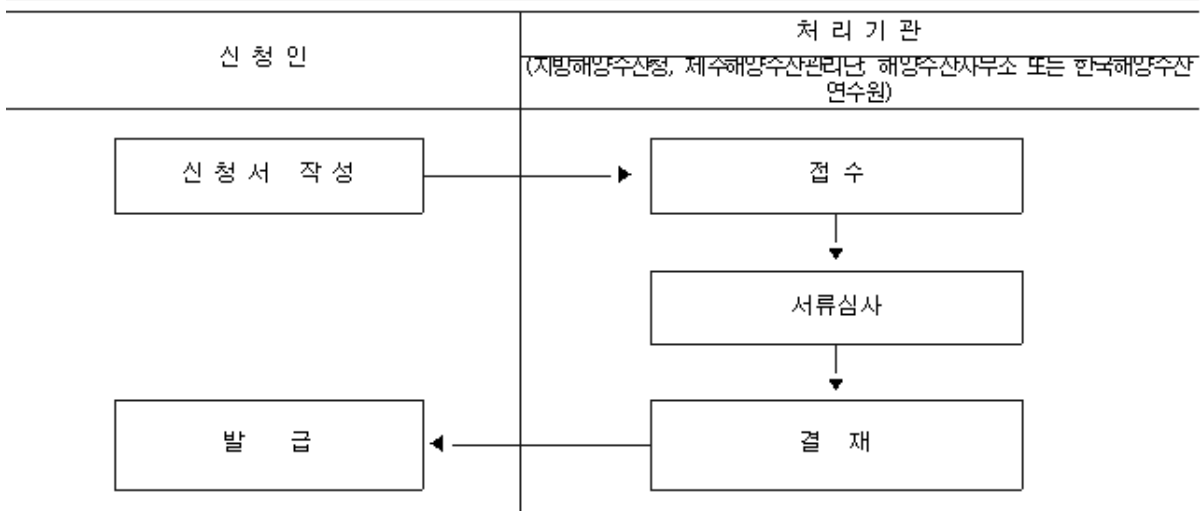 신 청 인
처 리 기 관
(지방해양수산청, 제주해양수산관리단, 해양수산사무소 또는 한국해양수산
연수원)
신 청 서 작 성
접 수
서류심사
발 급
결 재